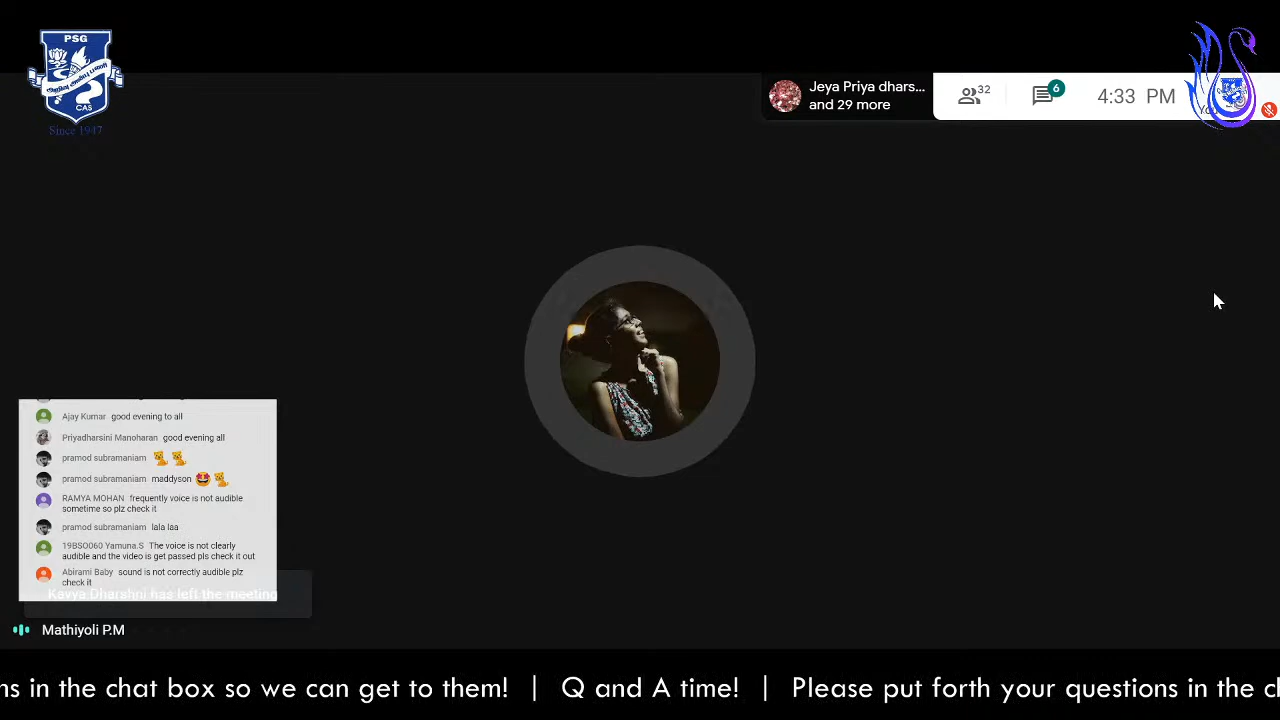 PSG
CAS
Since 1947
Jeya Priya dhars...
and 29 more
32
6
4:33 PM
Ajay Kumar good evening to all
Priyadharsini Manoharan good evening all
pramod subramaniam 🐆🐆
pramod subramaniam maddyson 🤩🐆
RAMYA MOHAN frequently voice is not audible
sometime so plz check it
pramod subramaniam lala laa
19BSO060 Yamuna.S The voice is not clearly
audible and the video is get passed pls check it out
Abirami Baby sound is not correctly audible plz
check it
Kavya Dharshni has left the meeting
Mathiyoli P.M
ns in the chat box so we can get to them! | Q and A time! | Please put forth your questions in the c